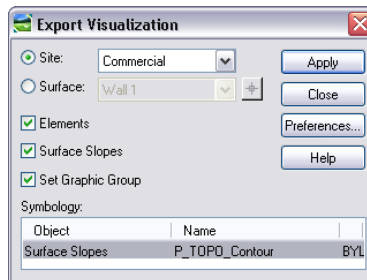 Export Visualization
Site: Commercial Apply
Surface: Wall 1 Close
Elements Preferences...
Surface Slopes Help
Set Graphic Group
Symbology:
Object Name
Surface Slopes P_TOPO_Contour BYL